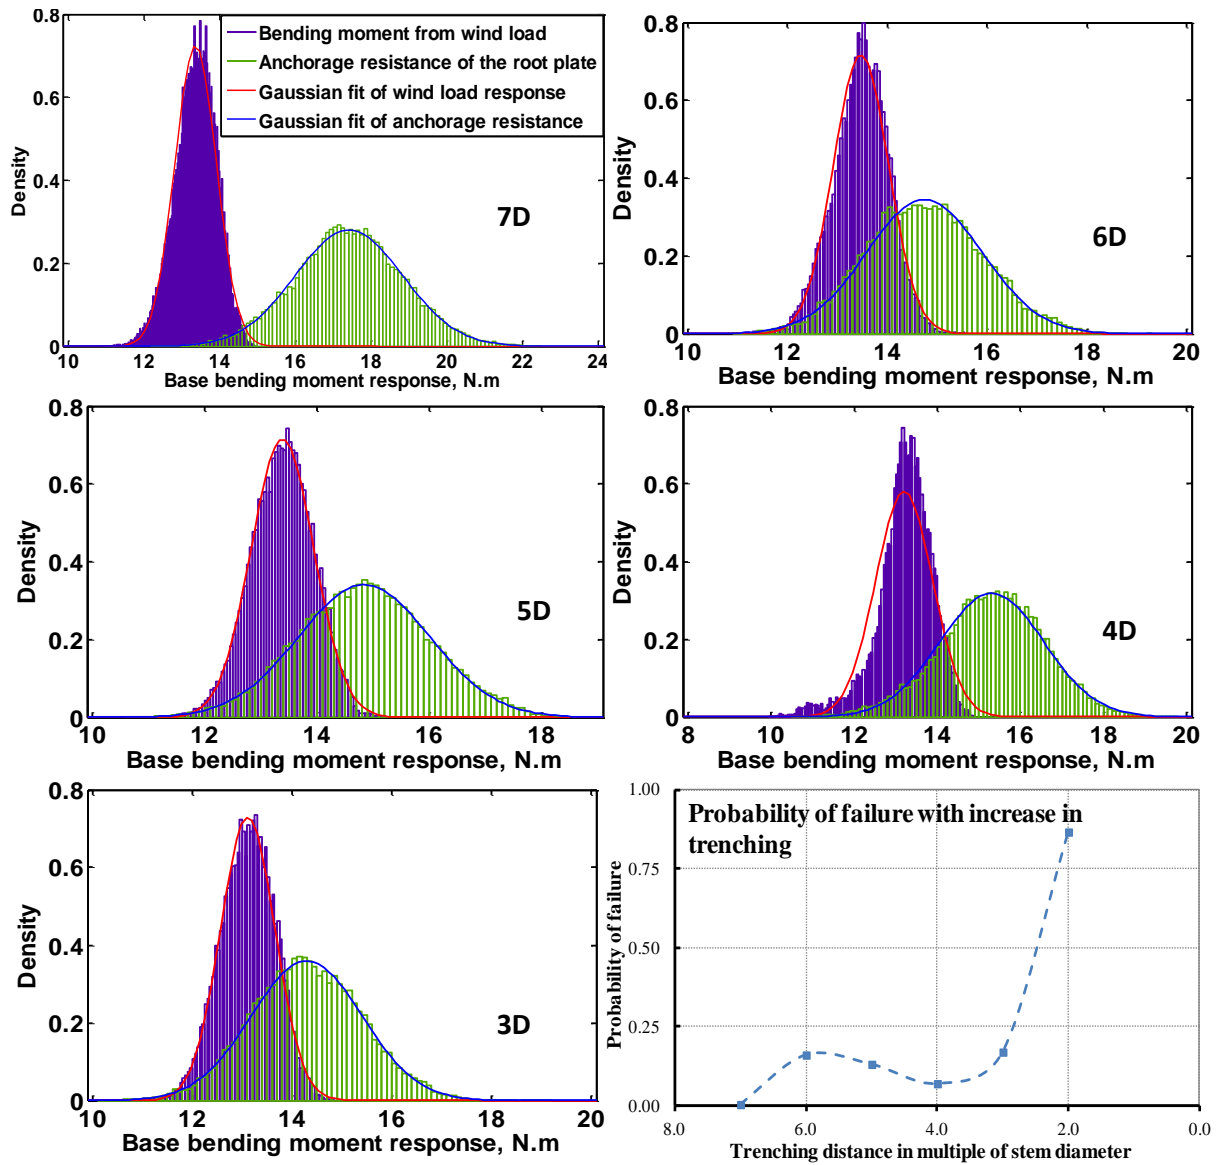 0.8
0.6
0.4
0.2
0
10 12 14 16 18 20 22 24
Density
Base bending moment response, N.m
Bending moment from wind load
Anchorage resistance of the root plate
Gaussian fit of wind load response
Gaussian fit of anchorage resistance
7D
0.8
0.6
0.4
0.2
0
10 12 14 16 18 20
Density
Base bending moment response, N.m
6D
0.8
0.6
0.4
0.2
0
10 12 14 16 18
Density
Base bending moment response, N.m
5D
0.8
0.6
0.4
0.2
0
8 10 12 14 16 18 20
Density
Base bending moment response, N.m
4D
0.8
0.6
0.4
0.2
0
10 12 14 16 18 20
Density
Base bending moment response, N.m
3D
Probability of failure with increase in
trenching
1.00
0.75
0.50
0.25
0.00
8.0 6.0 4.0 2.0 0.0
Probability of failure
Trenching distance in multiple of stem diameter